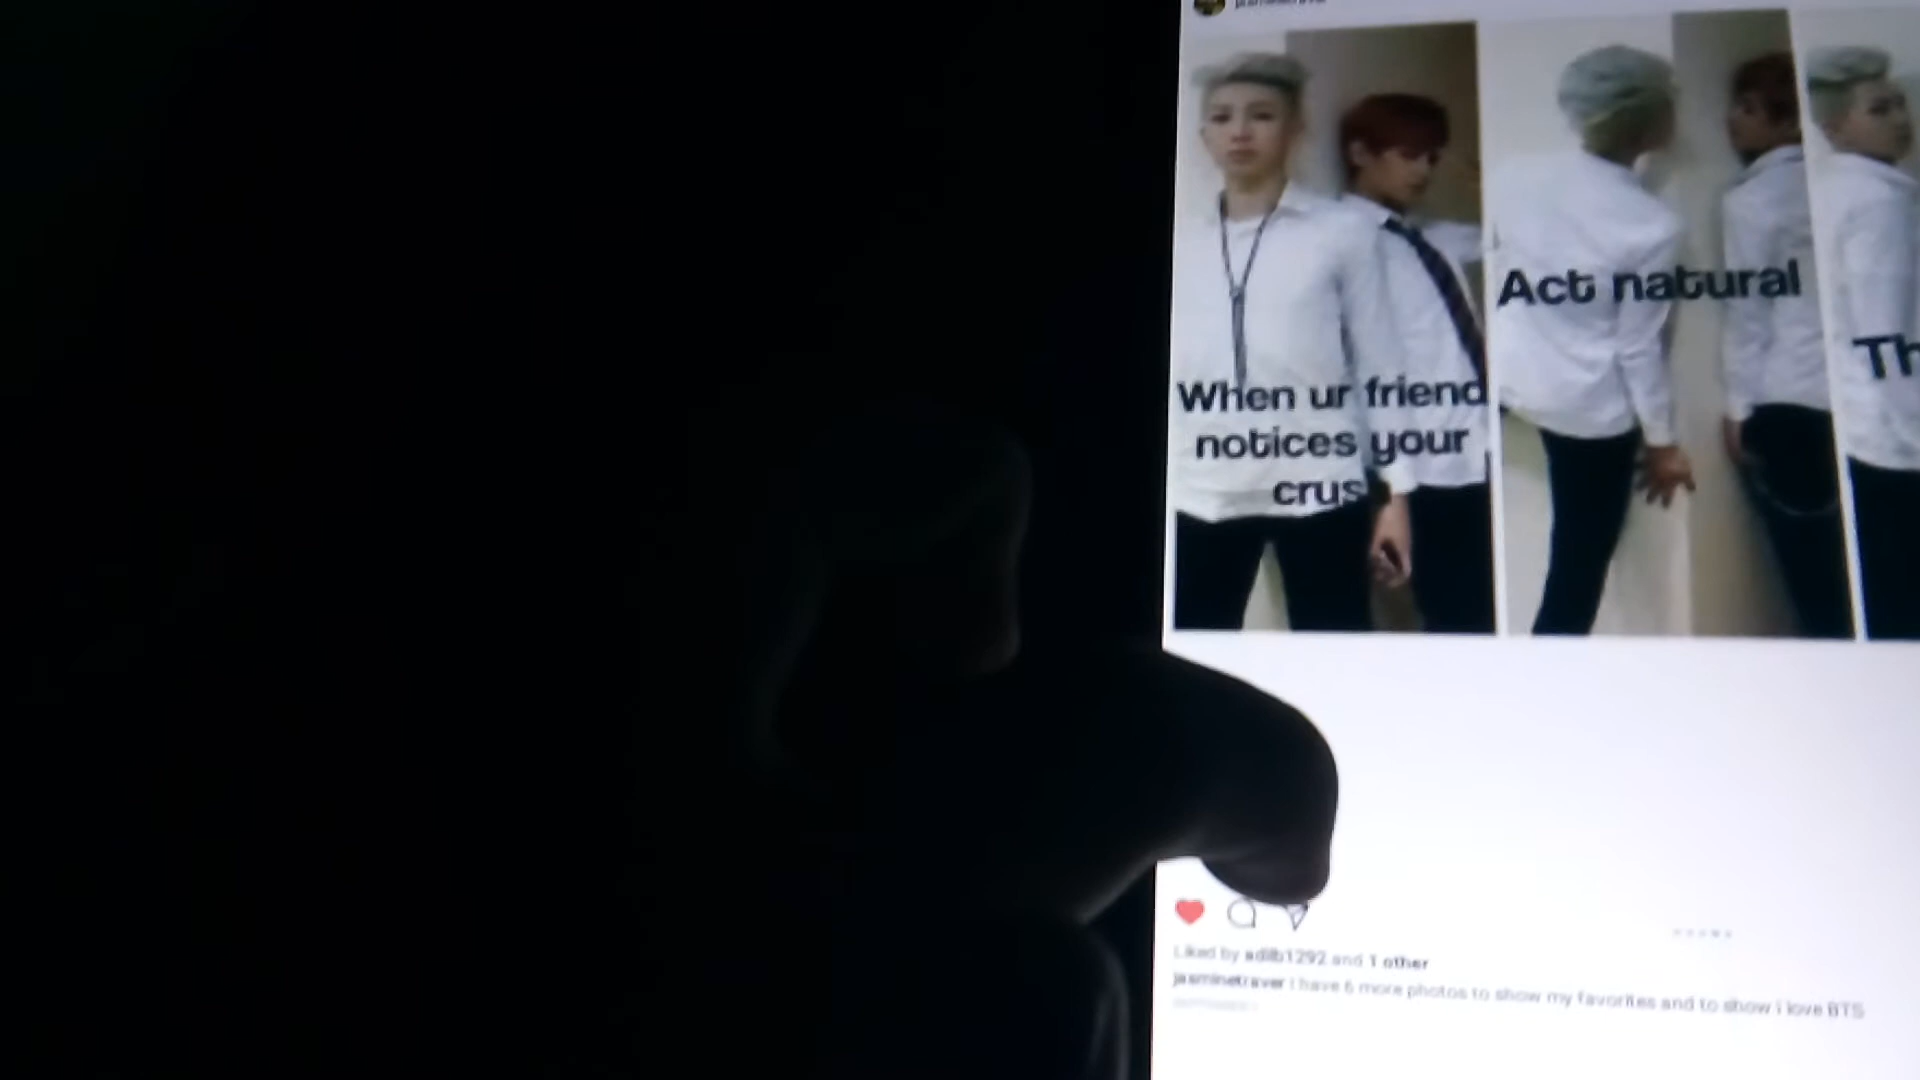 When ur friend
notices your
crus
Act natural
Th
Liked by adilb1292 and 1 other
jasminetraver I have 6 more photos to show my favorites and to show i love BTS